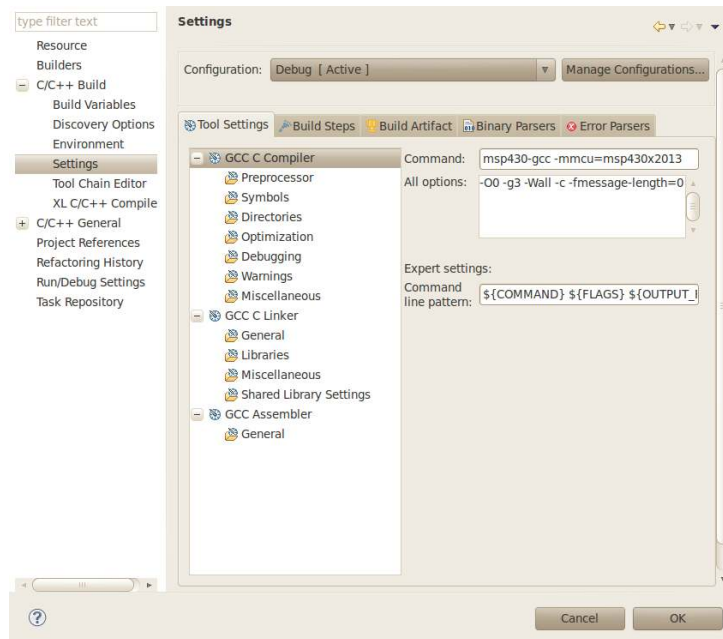 type filter text
Resource
Builders
C/C++ Build
Build Variables
Discovery Options
Environment
Settings
Tool Chain Editor
XL C/C++ Compile
C/C++ General
Project References
Refactoring History
Run/Debug Settings
Task Repository
Settings
Configuration: Debug [ Active ] Manage Configurations...
Tool Settings Build Steps Build Artifact Binary Parsers Error Parsers
GCC C Compiler
Preprocessor
Symbols
Directories
Optimization
Debugging
Warnings
Miscellaneous
GCC C Linker
General
Libraries
Miscellaneous
Shared Library Settings
GCC Assembler
General
Command: msp430-gcc -mmcu=msp430x2013
All options: -O0 -g3 -Wall -c -fmessage-length=0
Expert settings:
Command
line pattern: ${COMMAND} ${FLAGS} ${OUTPUT_
Cancel OK